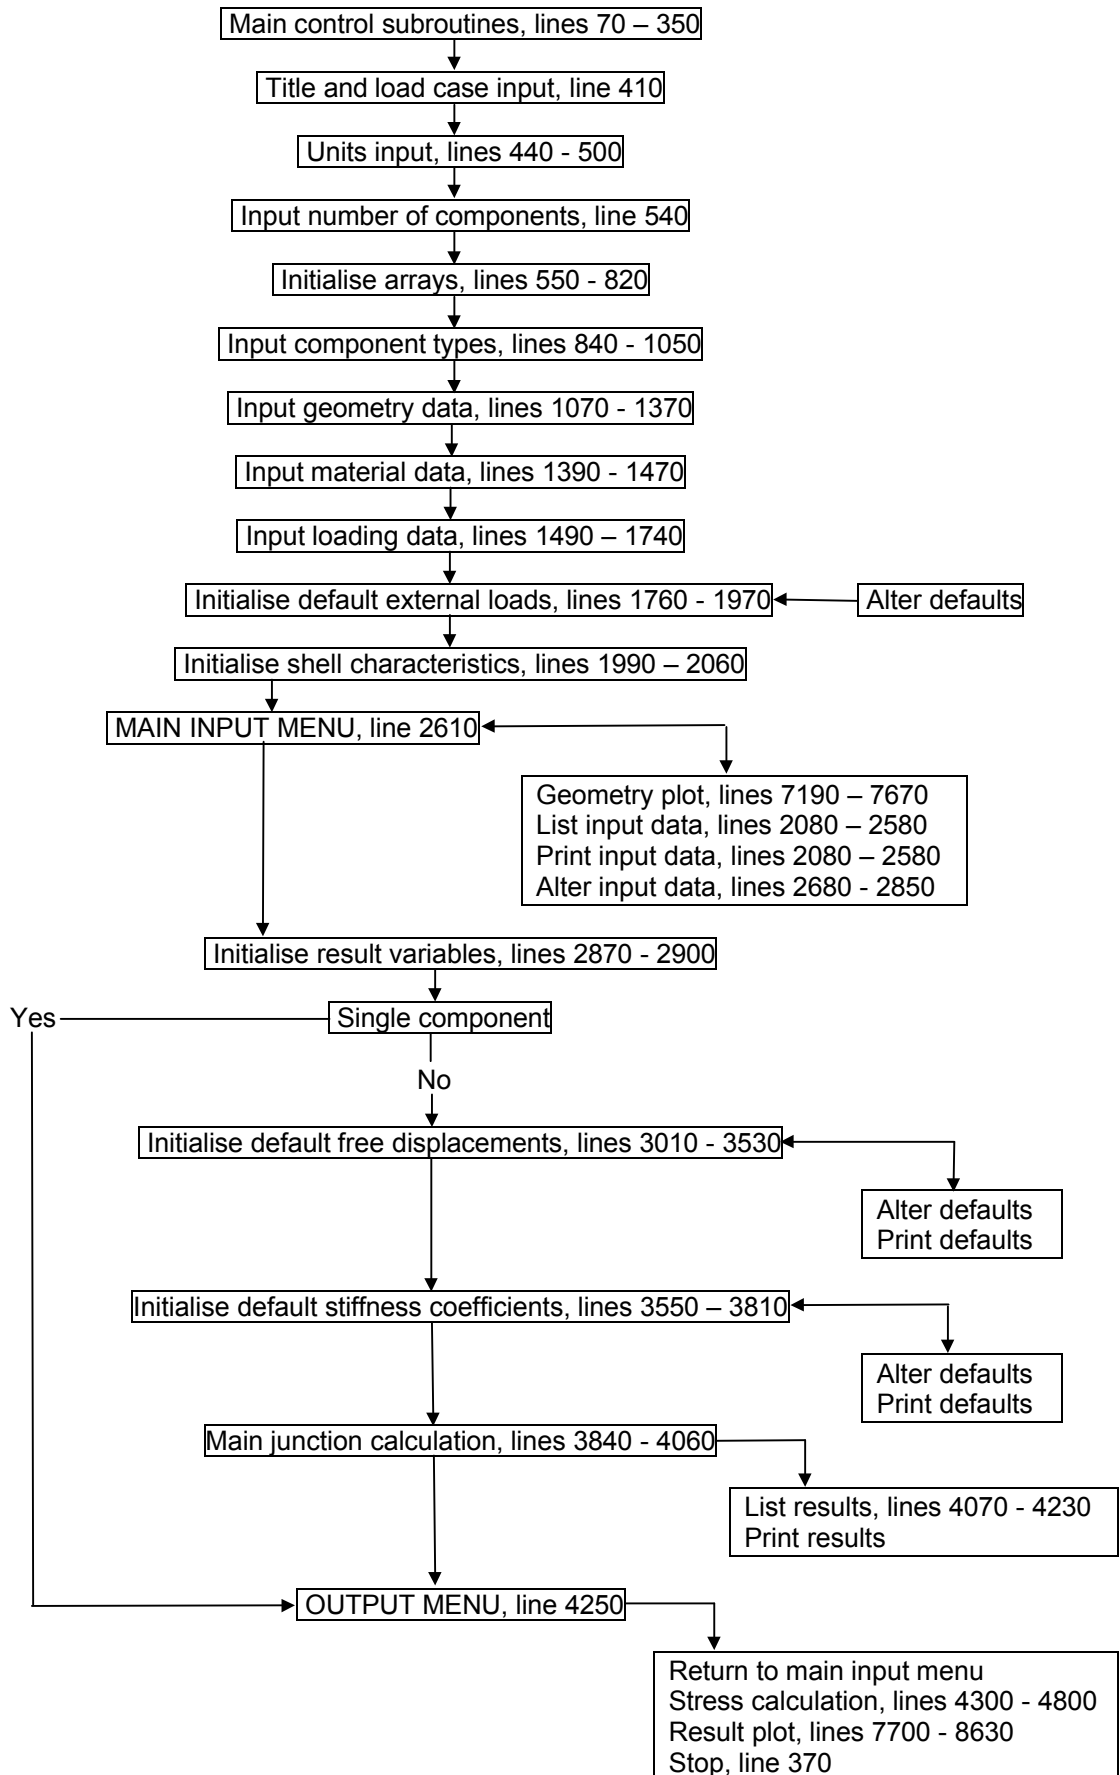 Main control subroutines, lines 70 – 350
Title and load case input, line 410
Units input, lines 440 - 500
Input number of components, line 540
Initialise arrays, lines 550 - 820
Input component types, lines 840 - 1050
Input geometry data, lines 1070 - 1370
Input material data, lines 1390 - 1470
Input loading data, lines 1490 – 1740
Initialise default external loads, lines 1760 - 1970
Alter defaults
Initialise shell characteristics, lines 1990 – 2060
MAIN INPUT MENU, line 2610
Geometry plot, lines 7190 – 7670
List input data, lines 2080 – 2580
Print input data, lines 2080 – 2580
Alter input data, lines 2680 - 2850
Initialise result variables, lines 2870 - 2900
Yes
Single component
No
Initialise default free displacements, lines 3010 - 3530
Alter defaults
Print defaults
Initialise default stiffness coefficients, lines 3550 – 3810
Alter defaults
Print defaults
Main junction calculation, lines 3840 - 4060
List results, lines 4070 - 4230
Print results
OUTPUT MENU, line 4250
Return to main input menu
Stress calculation, lines 4300 - 4800
Result plot, lines 7700 - 8630
Stop, line 370